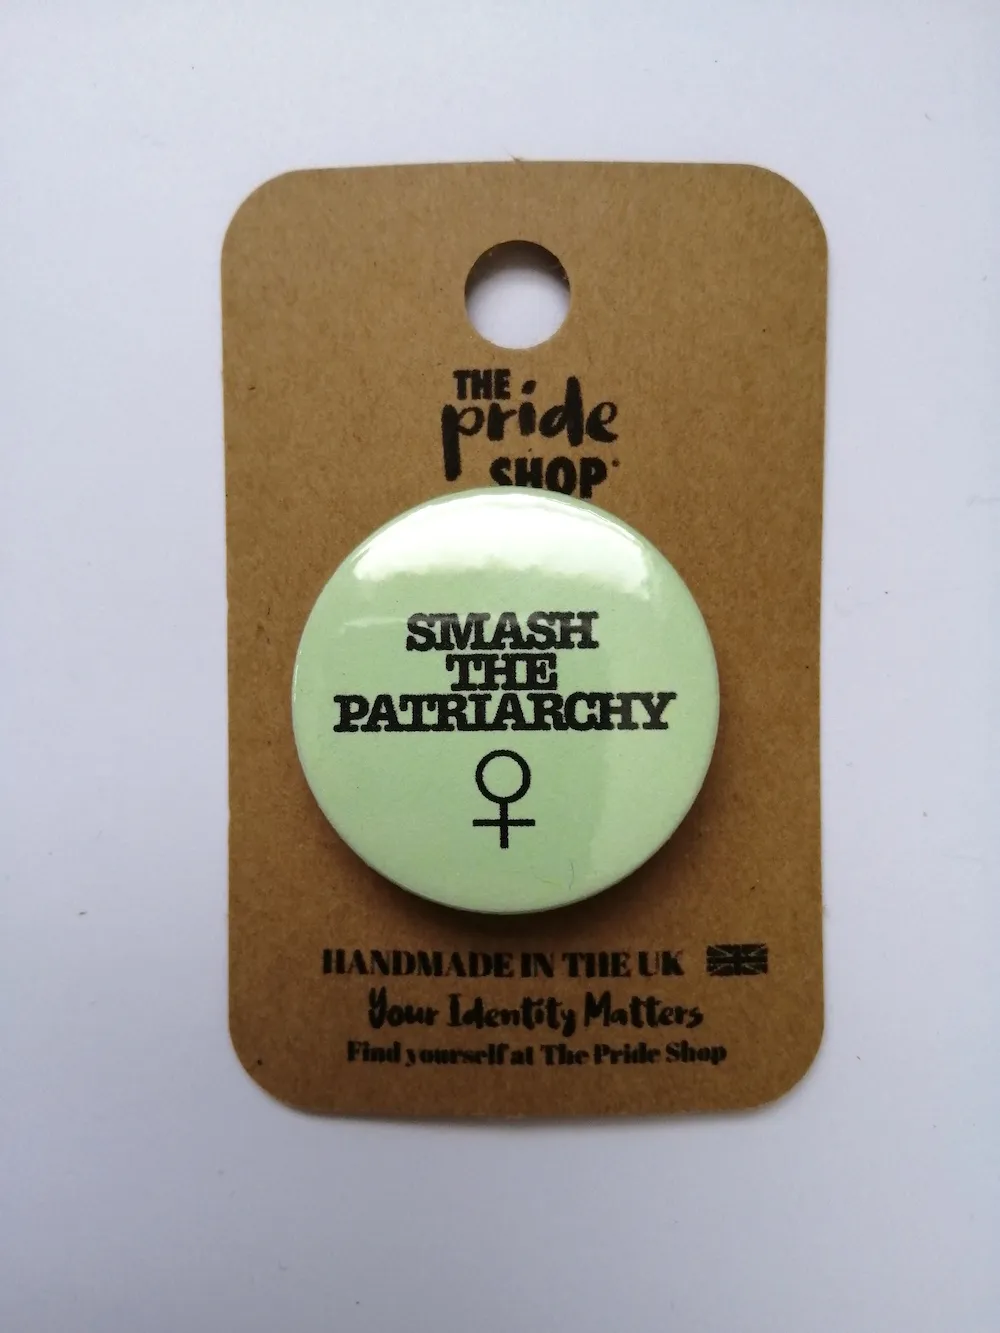 THE
pride
SHOP
SMASH
THE
PATRIARCHY
HANDMADE IN THE UK
Your Identity Matters
Find yourself at The Pride Shop